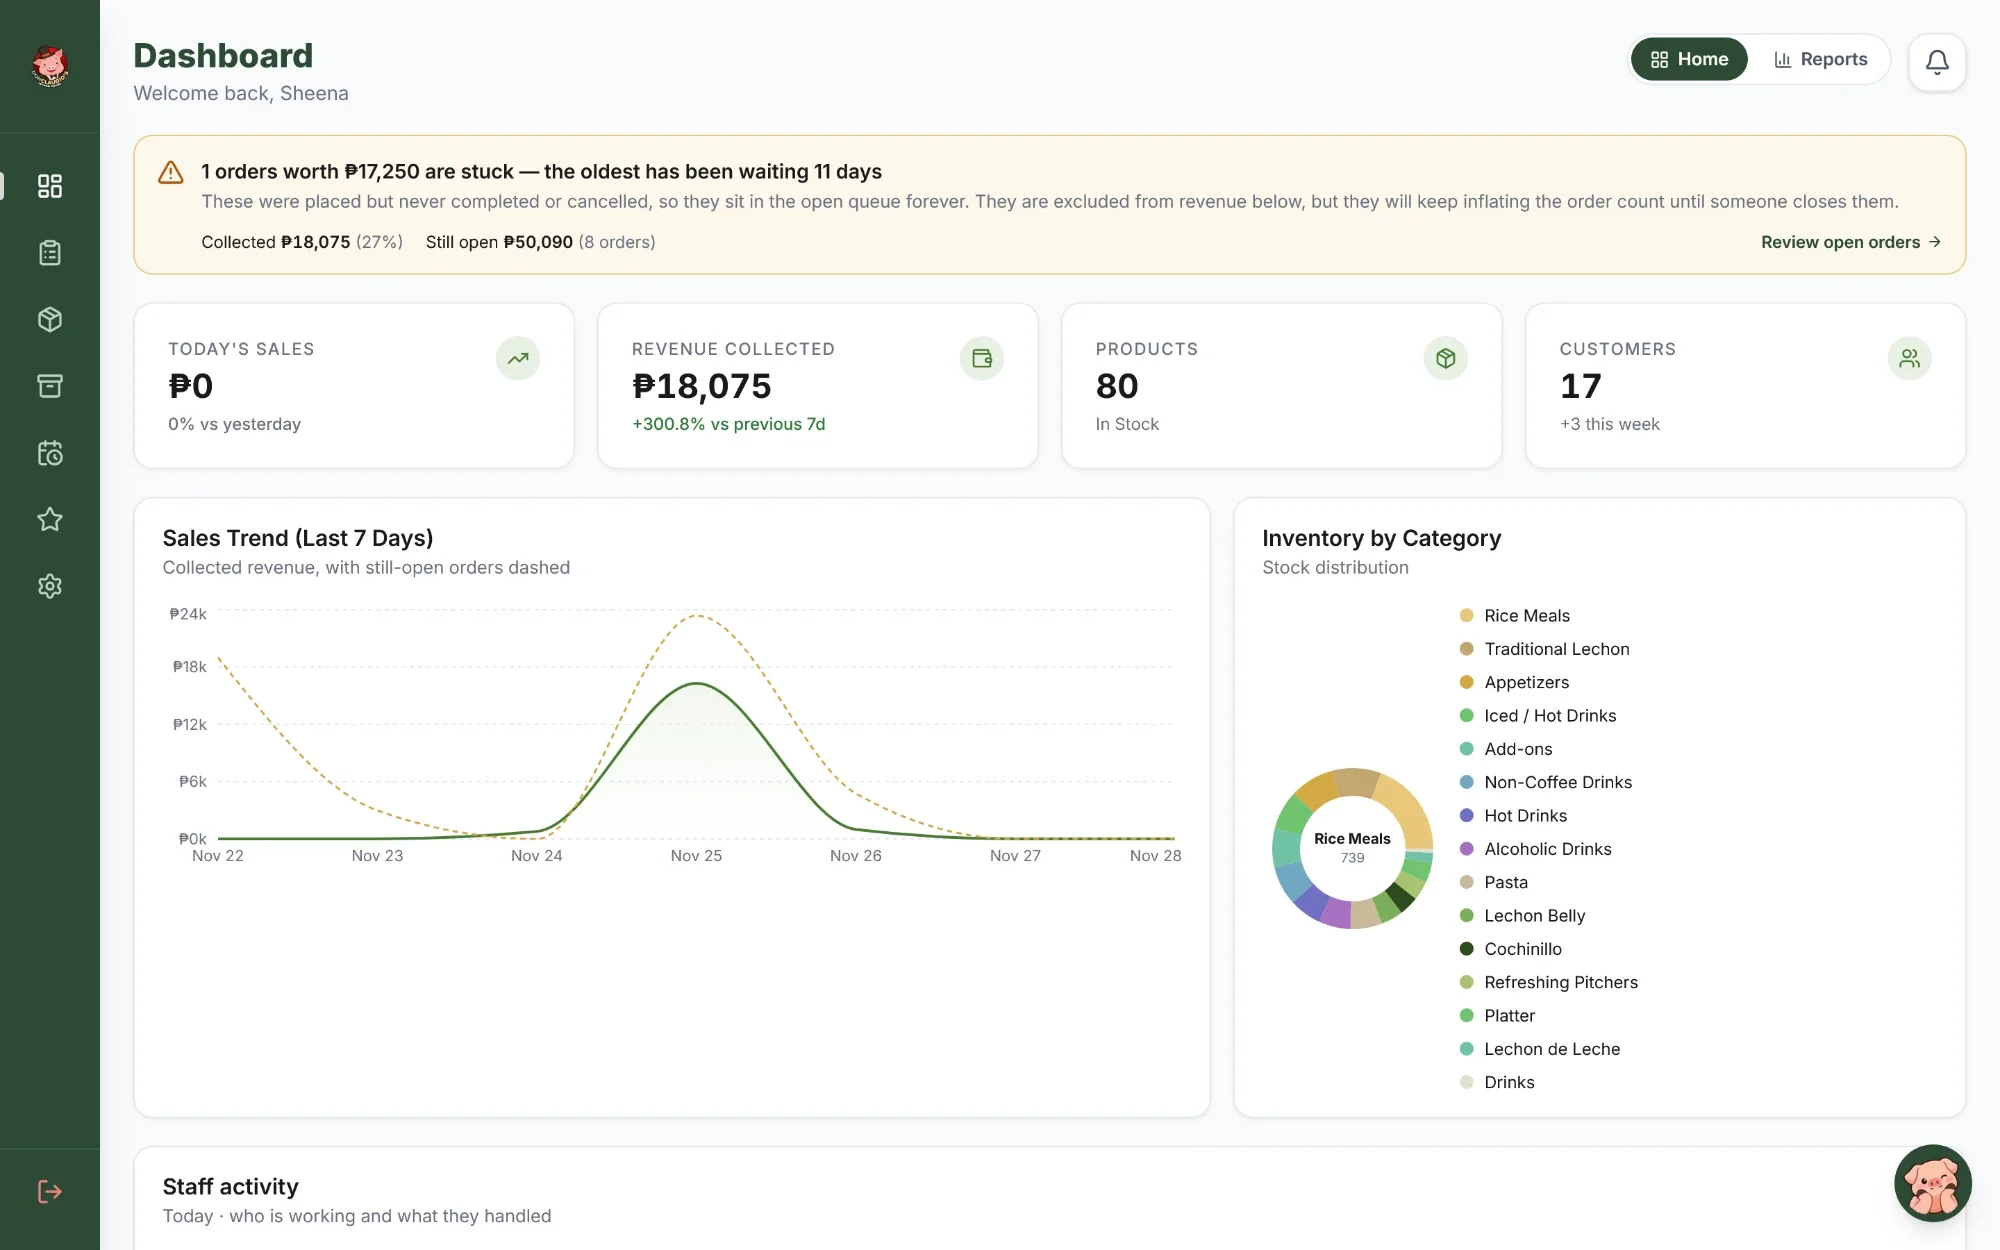 Dashboard
Welcome back, Sheena
Home
Reports
1 orders worth ₱17,250 are stuck — the oldest has been waiting 11 days
These were placed but never completed or cancelled, so they sit in the open queue forever. They are excluded from revenue below, but they will keep inflating the order count until someone closes them.
Collected ₱18,075 (27%) Still open ₱50,090 (8 orders)
Review open orders →
TODAY'S SALES
₱0
0% vs yesterday
REVENUE COLLECTED
₱18,075
+300.8% vs previous 7d
PRODUCTS
80
In Stock
CUSTOMERS
17
+3 this week
Sales Trend (Last 7 Days)
Collected revenue, with still-open orders dashed
₱24k
₱18k
₱12k
₱6k
₱0k
Nov 22
Nov 23
Nov 24
Nov 25
Nov 26
Nov 27
Nov 28
Inventory by Category
Stock distribution
Rice Meals
739
Rice Meals
Traditional Lechon
Appetizers
Iced / Hot Drinks
Add-ons
Non-Coffee Drinks
Hot Drinks
Alcoholic Drinks
Pasta
Lechon Belly
Cochinillo
Refreshing Pitchers
Platter
Lechon de Leche
Drinks
Staff activity
Today · who is working and what they handled